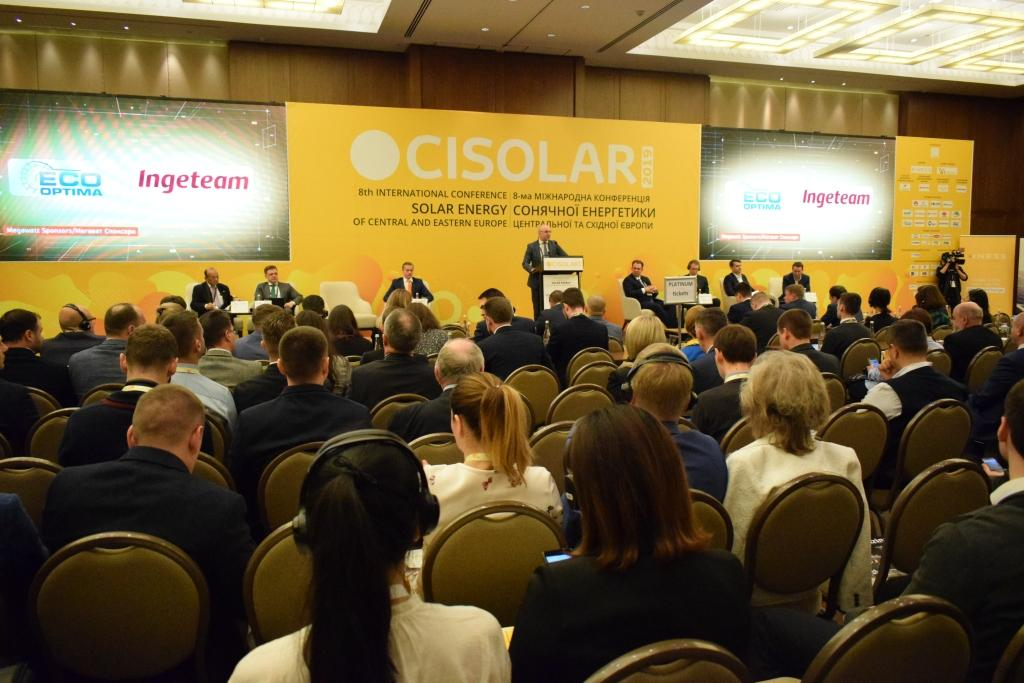 ECO
OPTIMA
Ingeteam
Megawatt Sponsors/Мегават Спонсори
CISOLAR 2019
8th INTERNATIONAL CONFERENCE
SOLAR ENERGY
OF CENTRAL AND EASTERN EUROPE
8-ма МІЖНАРОДНА КОНФЕРЕНЦІЯ
СОНЯЧНОЇ ЕНЕРГЕТИКИ
ЦЕНТРАЛЬНОЇ ТА СХІДНОЇ ЄВРОПИ
ECO
OPTIMA
Ingeteam
CISOLAR
PLATINUM
tickets